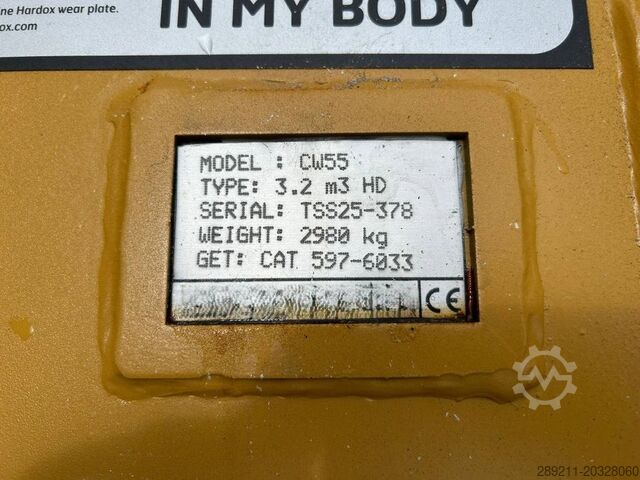 ne Hardox wear plate.
ox.com
IN MY BODY
MODEL : CW55
TYPE: 3.2 m3 HD
SERIAL: TSS25-378
WEIGHT: 2980 kg
GET: CAT 597-6033
CE
289211-20328060